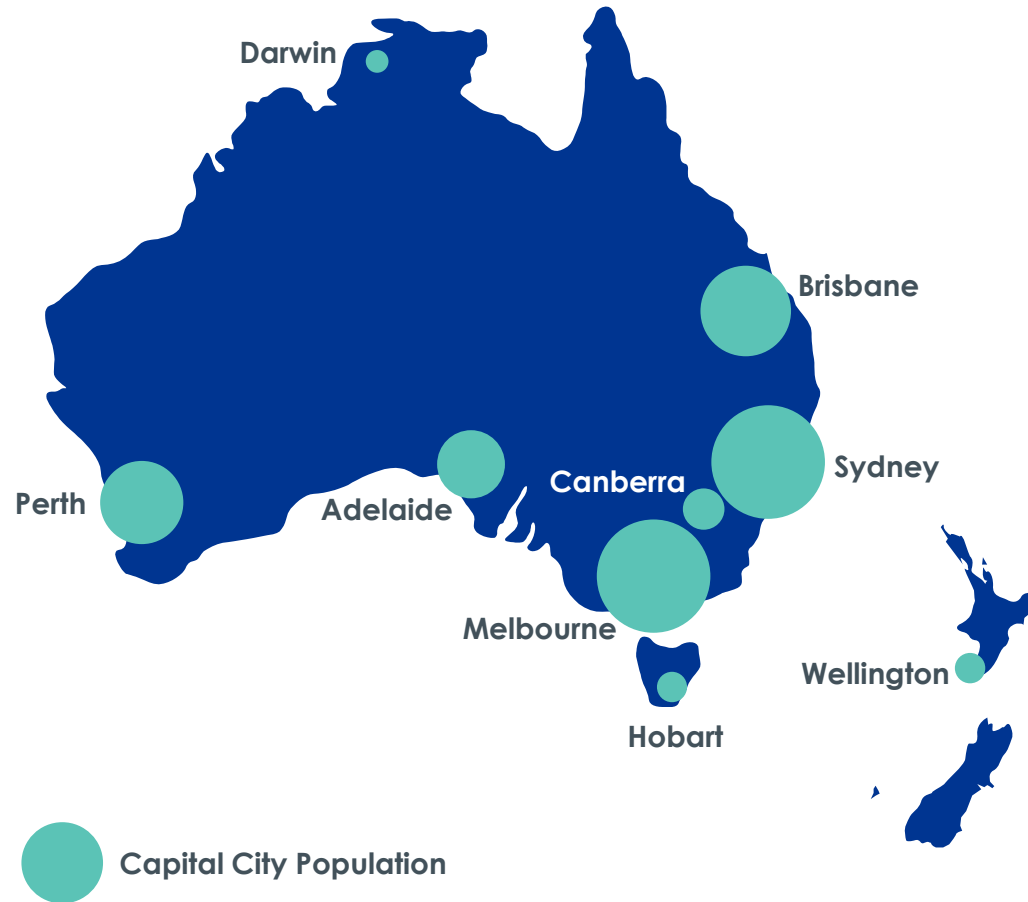 Darwin
Brisbane
Sydney
Canberra
Perth
Adelaide
Melbourne
Wellington
Hobart
Capital City Population